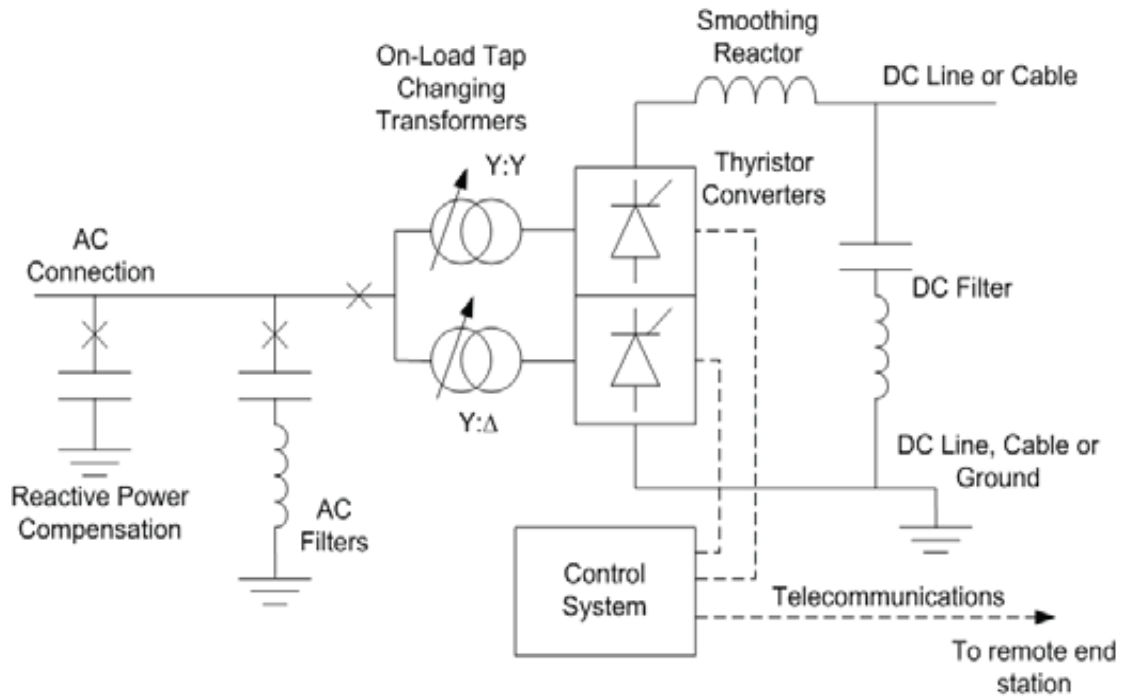 Smoothing
Reactor
DC Line or Cable
On-Load Tap
Changing
Transformers
Y:Y
Thyristor
Converters
AC
Connection
DC Filter
Y:Δ
DC Line, Cable or
Ground
Reactive Power
Compensation
AC
Filters
Control
System
Telecommunications
To remote end
station